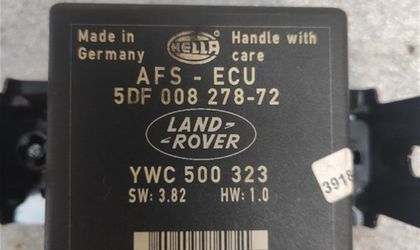 Made in
Germany
HELLA
Handle with
care
AFS - ECU
5DF 008 278-72
LAND-
-ROVER
YWC 500 323
SW: 3.82 HW: 1.0
3918